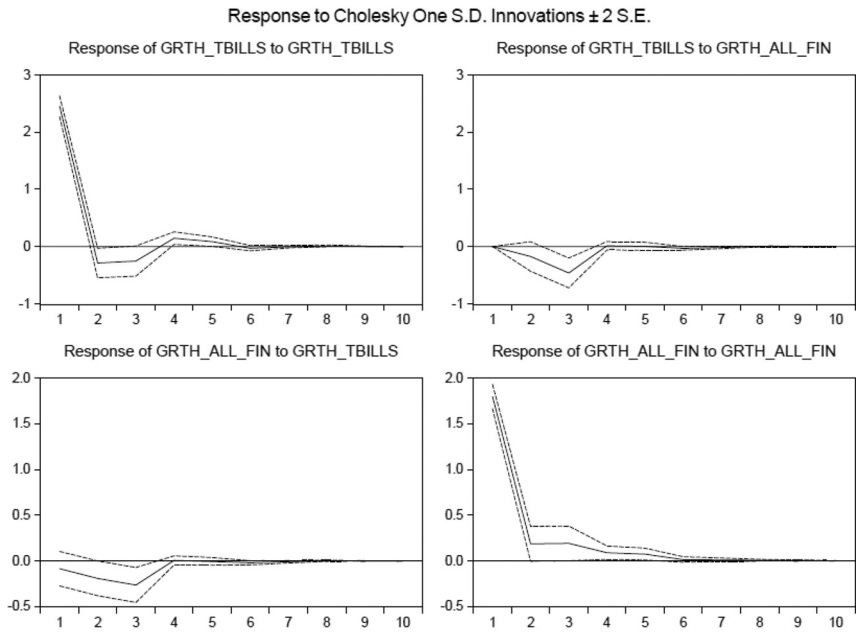 Response to Cholesky One S.D. Innovations ± 2 S.E.
Response of GRTH_TBILLS to GRTH_TBILLS
3
2
1
0
-1
1 2 3 4 5 6 7 8 9 10
Response of GRTH_TBILLS to GRTH_ALL_FIN
3
2
1
0
-1
1 2 3 4 5 6 7 8 9 10
Response of GRTH_ALL_FIN to GRTH_TBILLS
2.0
1.5
1.0
0.5
0.0
-0.5
1 2 3 4 5 6 7 8 9 10
Response of GRTH_ALL_FIN to GRTH_ALL_FIN
2.0
1.5
1.0
0.5
0.0
-0.5
1 2 3 4 5 6 7 8 9 10